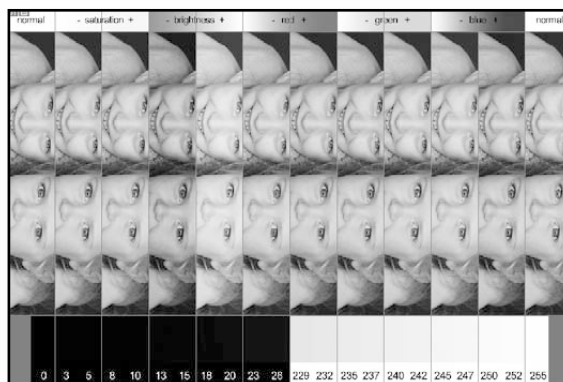 normal - saturation + - brightness + - red + - green + - blue + normal
0 3 5 8 10 13 15 18 20 23 28 229 232 235 237 240 242 245 247 250 252 255